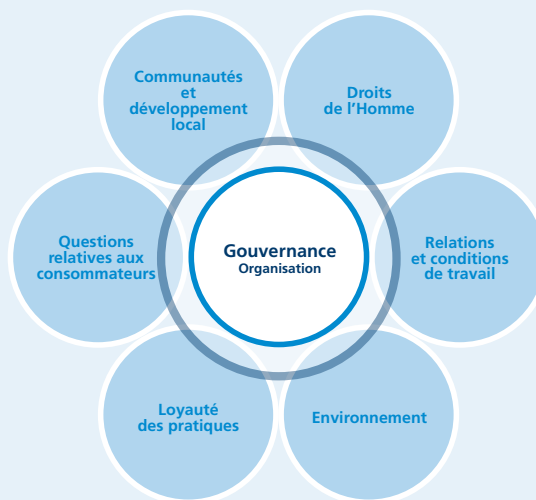 Communautés
et
développement
local
Droits
de l’Homme
Questions
relatives aux
consommateurs
Gouvernance
Organisation
Relations
et conditions
de travail
Loyauté
des pratiques
Environnement